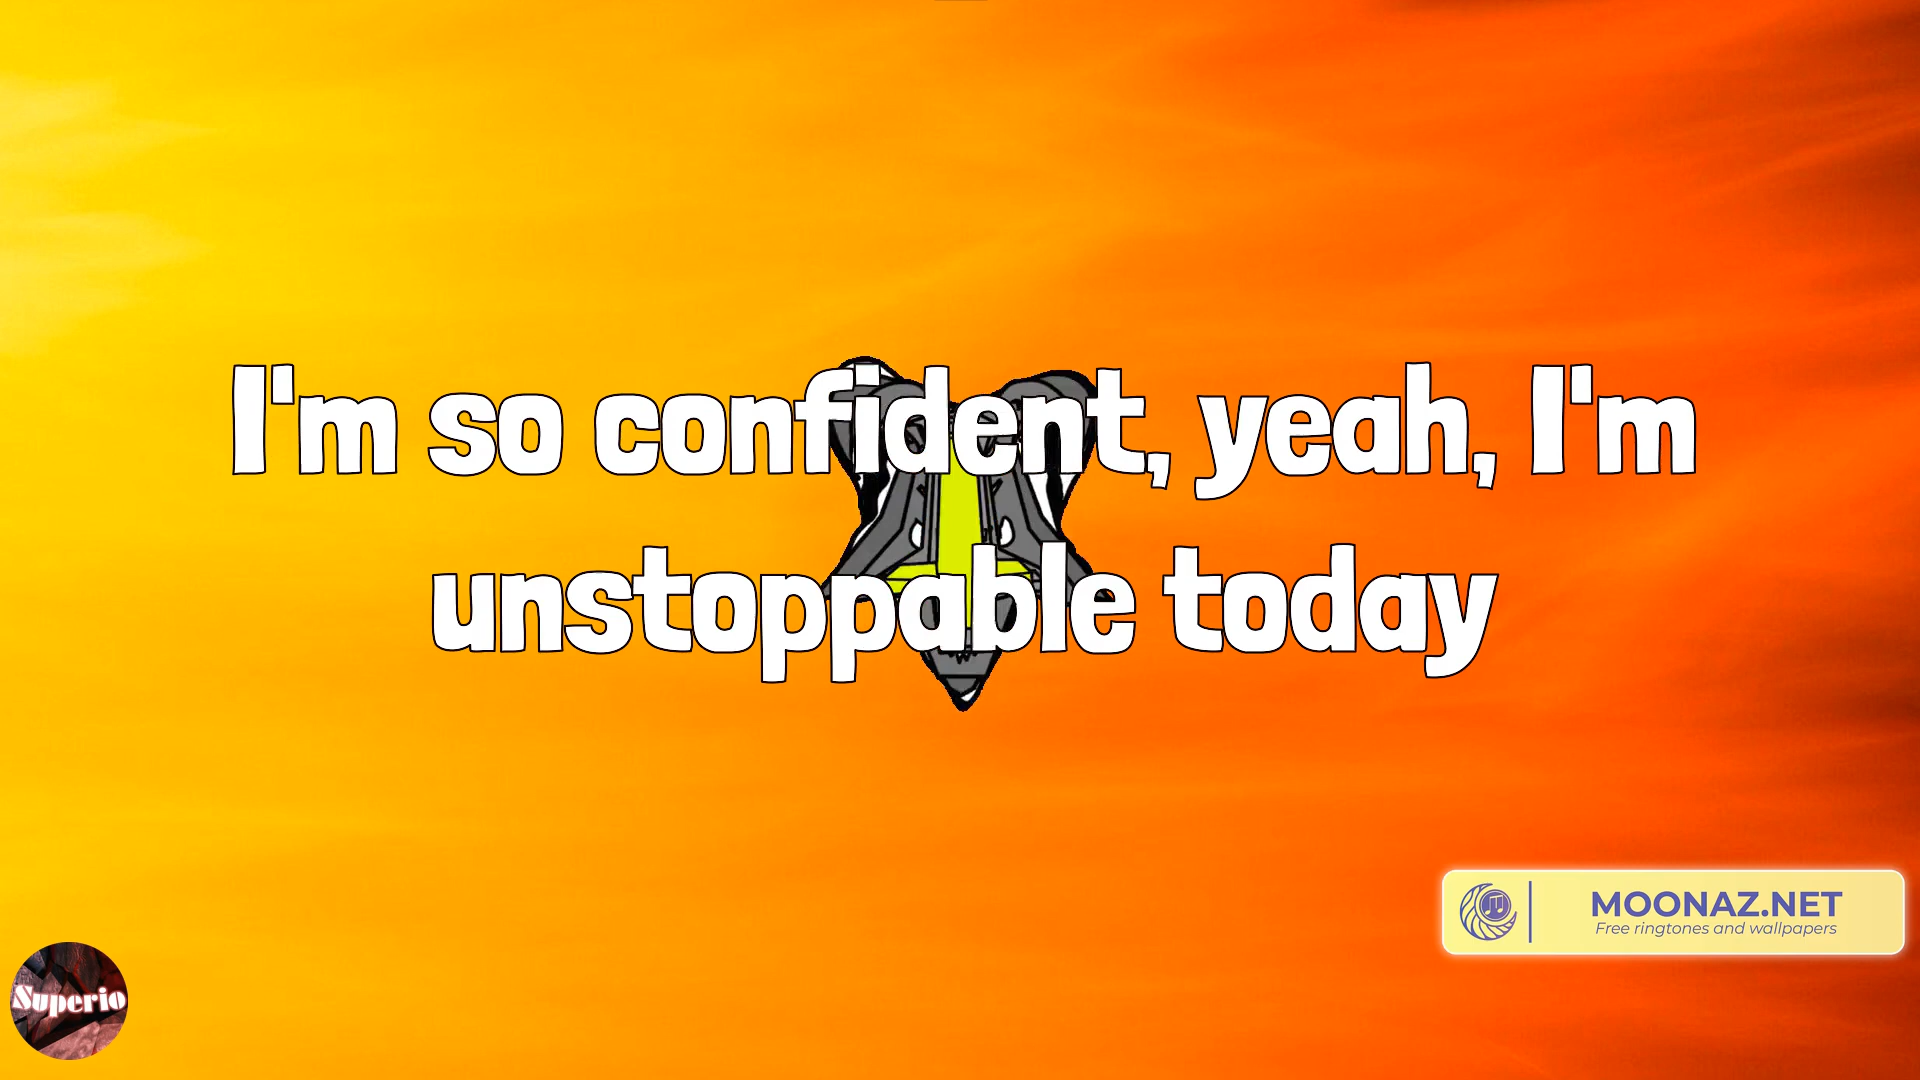 I'm so confident, yeah, I'm
unstoppable today
MOONAZ.NET
Free ringtones and wallpapers
Superio